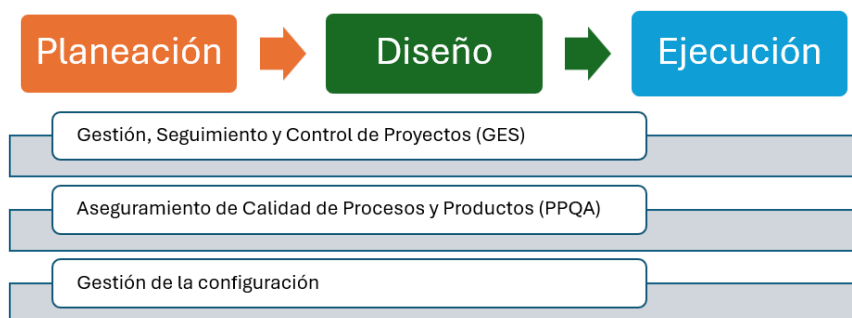 Planeación
Diseño
Ejecución
Gestión, Seguimiento y Control de Proyectos (GES)
Aseguramiento de Calidad de Procesos y Productos (PPQA)
Gestión de la configuración